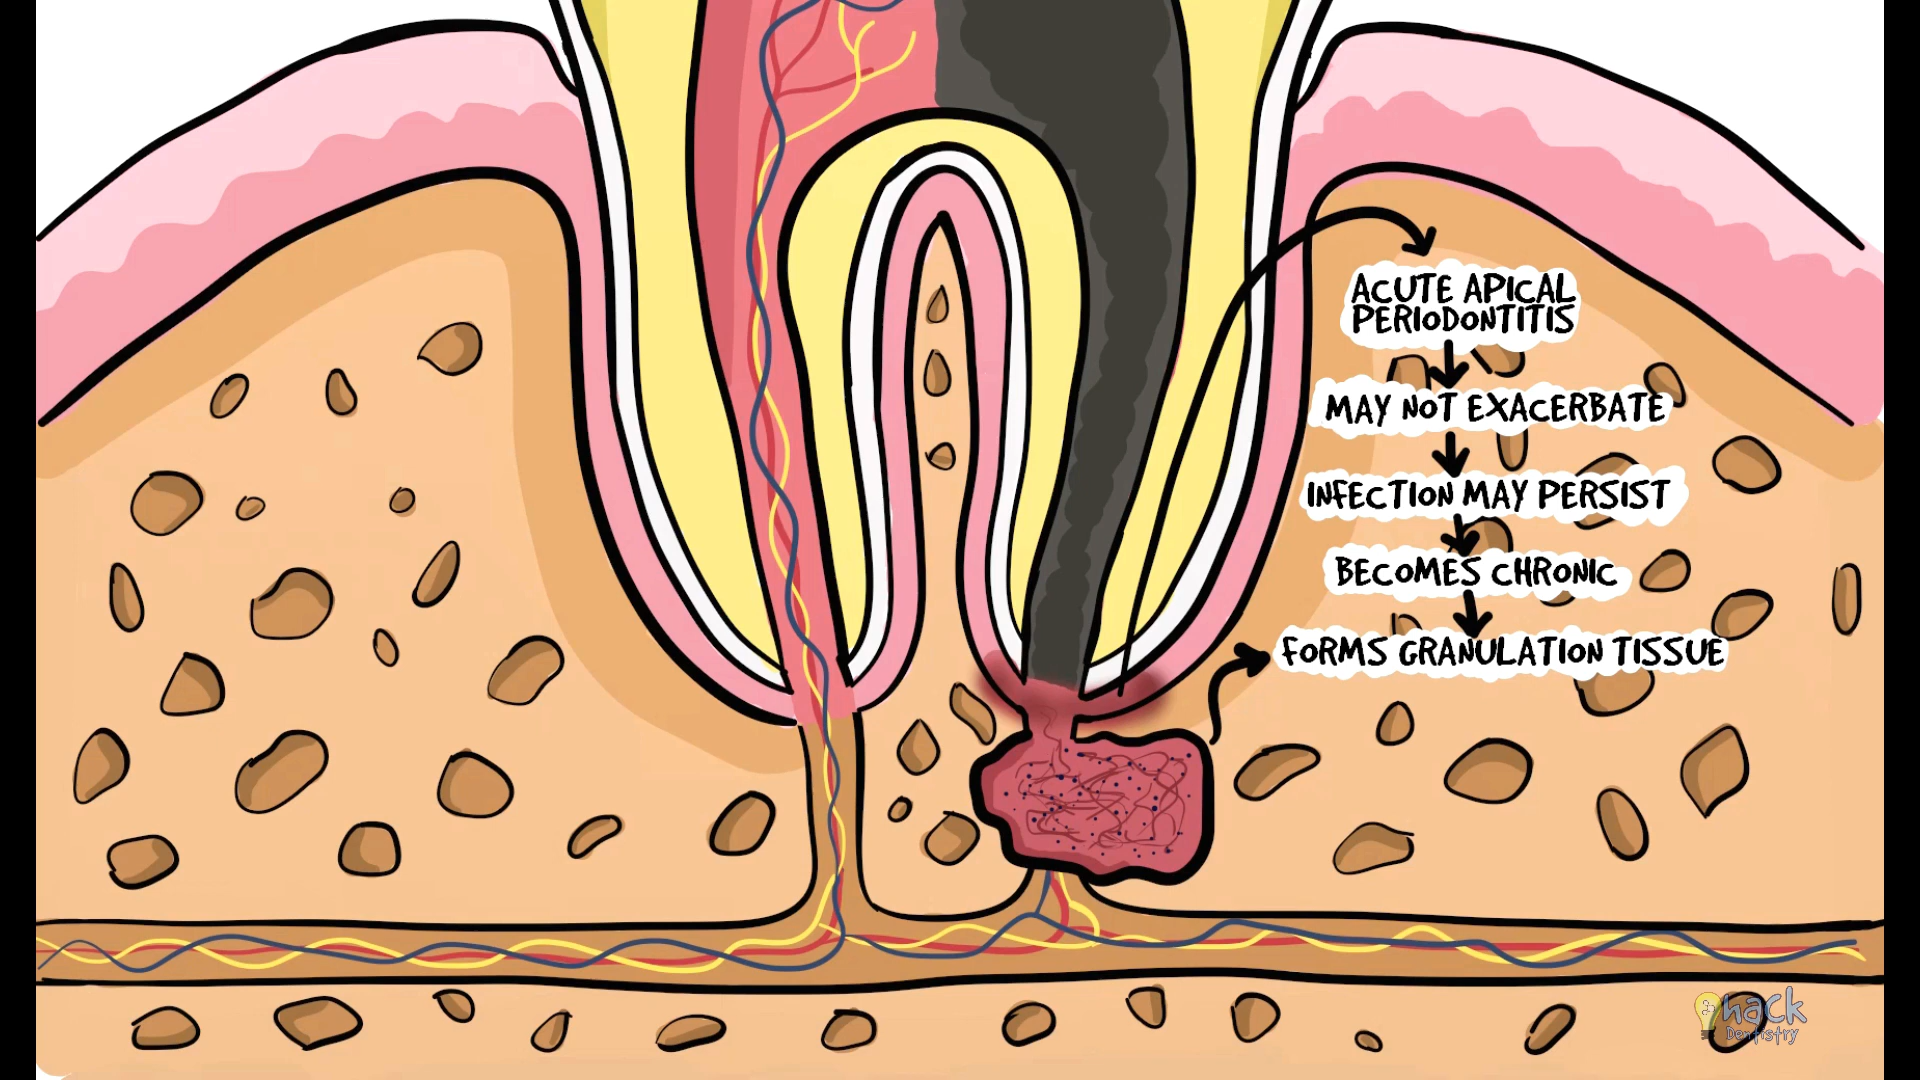 ACUTE APICAL
PERIODONTITIS
MAY NOT EXACERBATE
INFECTION MAY PERSIST
BECOMES CHRONIC
FORMS GRANULATION TISSUE
hack
Dentistry